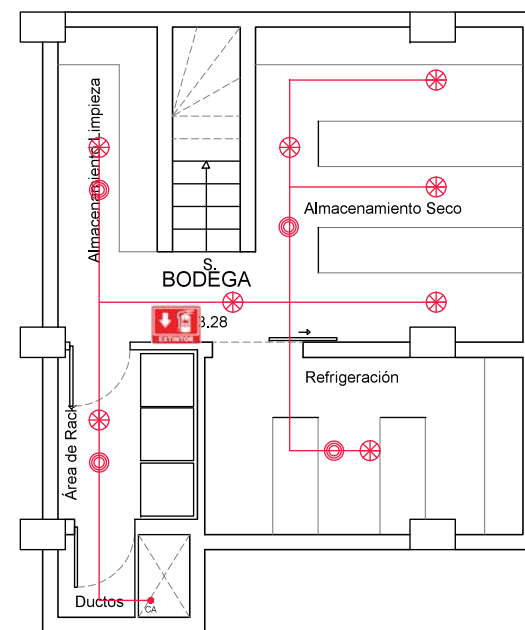 Almacenamiento Limpieza
Almacenamiento Seco
S.
BODEGA
3.28
EXTINTOR
Refrigeración
Área de Rack
Ductos
CA